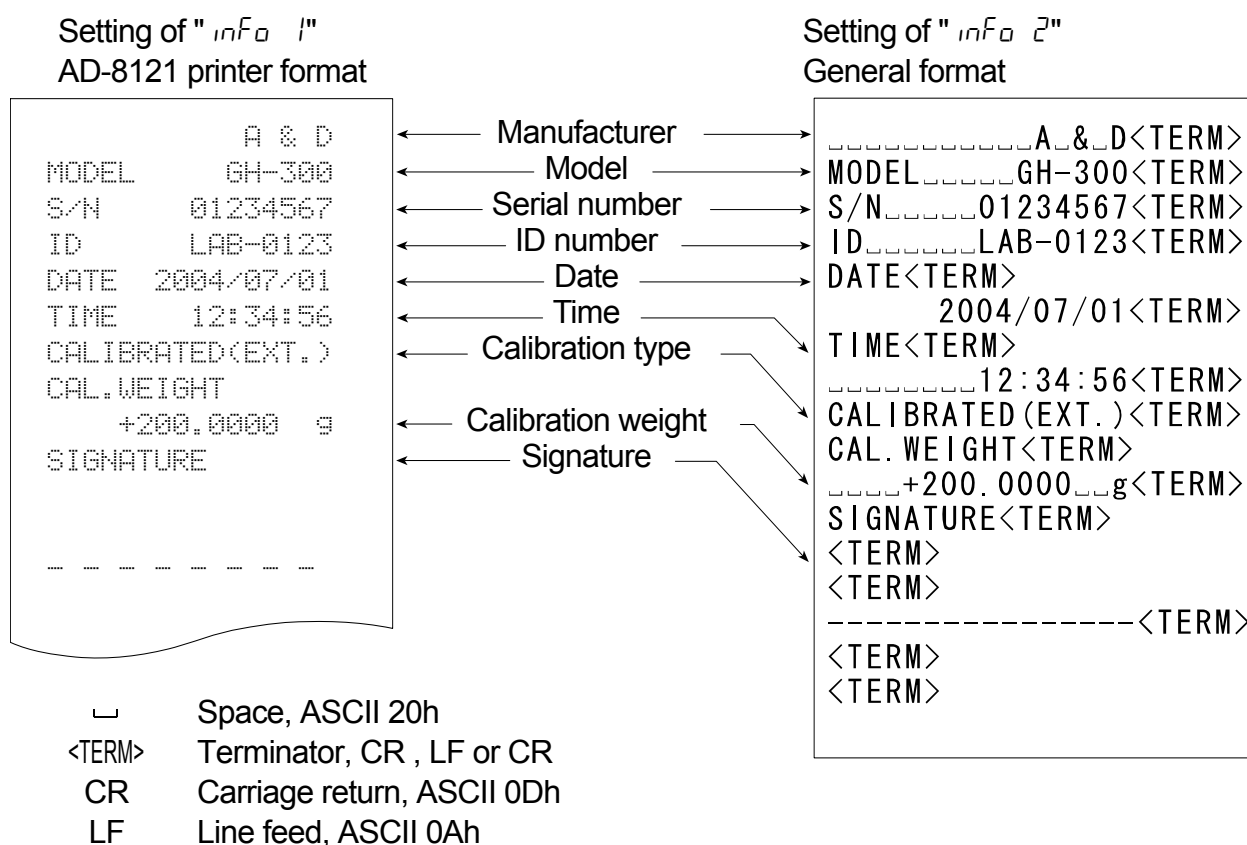 Setting of " inFo 1"
AD-8121 printer format
A & D
MODEL GH-300
S/N 01234567
ID LAB-0123
DATE 2004/07/01
TIME 12:34:56
CALIBRATED(EXT.)
CAL.WEIGHT
+200.0000 g
SIGNATURE
_ _ _ _ _ _ _ _
Manufacturer
Model
Serial number
ID number
Date
Time
Calibration type
Calibration weight
Signature
Setting of " inFo 2"
General format
␣␣␣␣␣␣␣␣␣␣␣A␣&␣D<TERM>
MODEL␣␣␣␣␣GH-300<TERM>
S/N␣␣␣␣␣01234567<TERM>
ID␣␣␣␣␣␣LAB-0123<TERM>
DATE<TERM>
2004/07/01<TERM>
TIME<TERM>
␣␣␣␣␣␣␣␣12:34:56<TERM>
CALIBRATED(EXT.)<TERM>
CAL.WEIGHT<TERM>
␣␣␣␣+200.0000␣␣g<TERM>
SIGNATURE<TERM>
<TERM>
<TERM>
----------------<TERM>
<TERM>
<TERM>
␣ Space, ASCII 20h
<TERM> Terminator, CR , LF or CR
CR Carriage return, ASCII 0Dh
LF Line feed, ASCII 0Ah